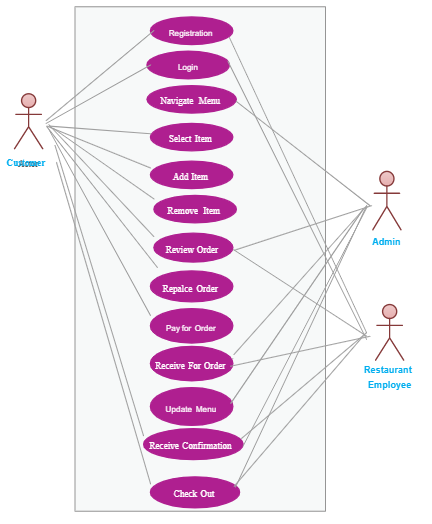 Registration
Login
Navigate Menu
Select Item
Customer
Add Item
Remove Item
Admin
Review Order
Repalce Order
Pay for Order
Receive For Order
Restaurant
Employee
Update Menu
Receive Confirmation
Check Out